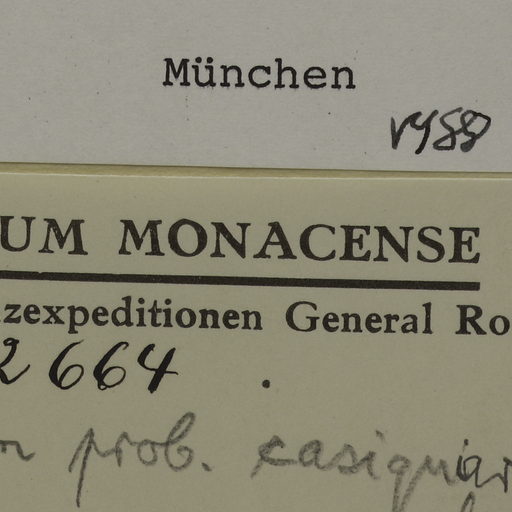 München
1988
UM MONACENSE
zexpeditionen General Ro
2664
prob. casiquiar